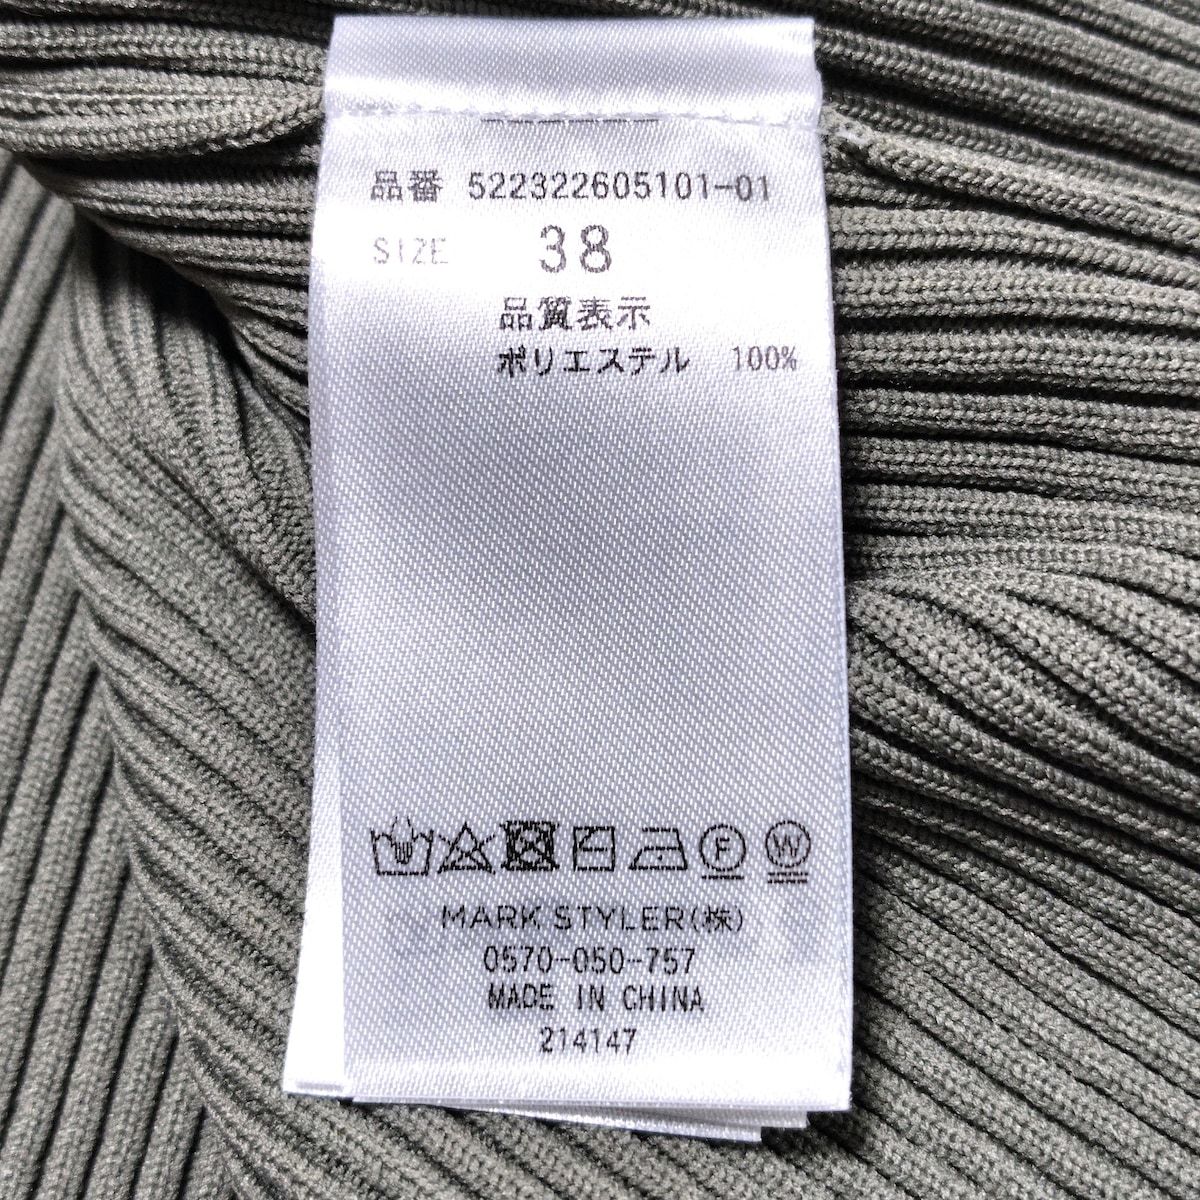 品番 522322605101-01
SIZE 38
品質表示
ポリエステル 100%
F W
MARK STYLER(株)
0570-050-757
MADE IN CHINA
214147